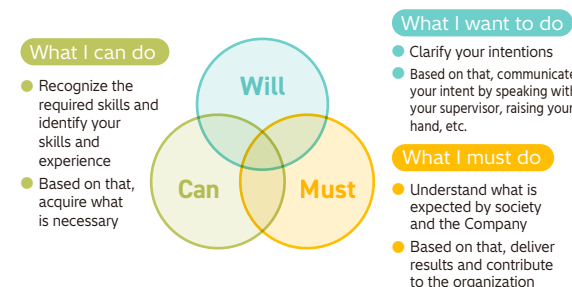 What I can do
Recognize the
required skills and
identify your
skills and
experience
Based on that,
acquire what
is necessary
Will
Can
Must
What I want to do
Clarify your intentions
Based on that, communicate
your intent by speaking with
your supervisor, raising your
hand, etc.
What I must do
Understand what is
expected by society
and the Company
Based on that, deliver
results and contribute
to the organization